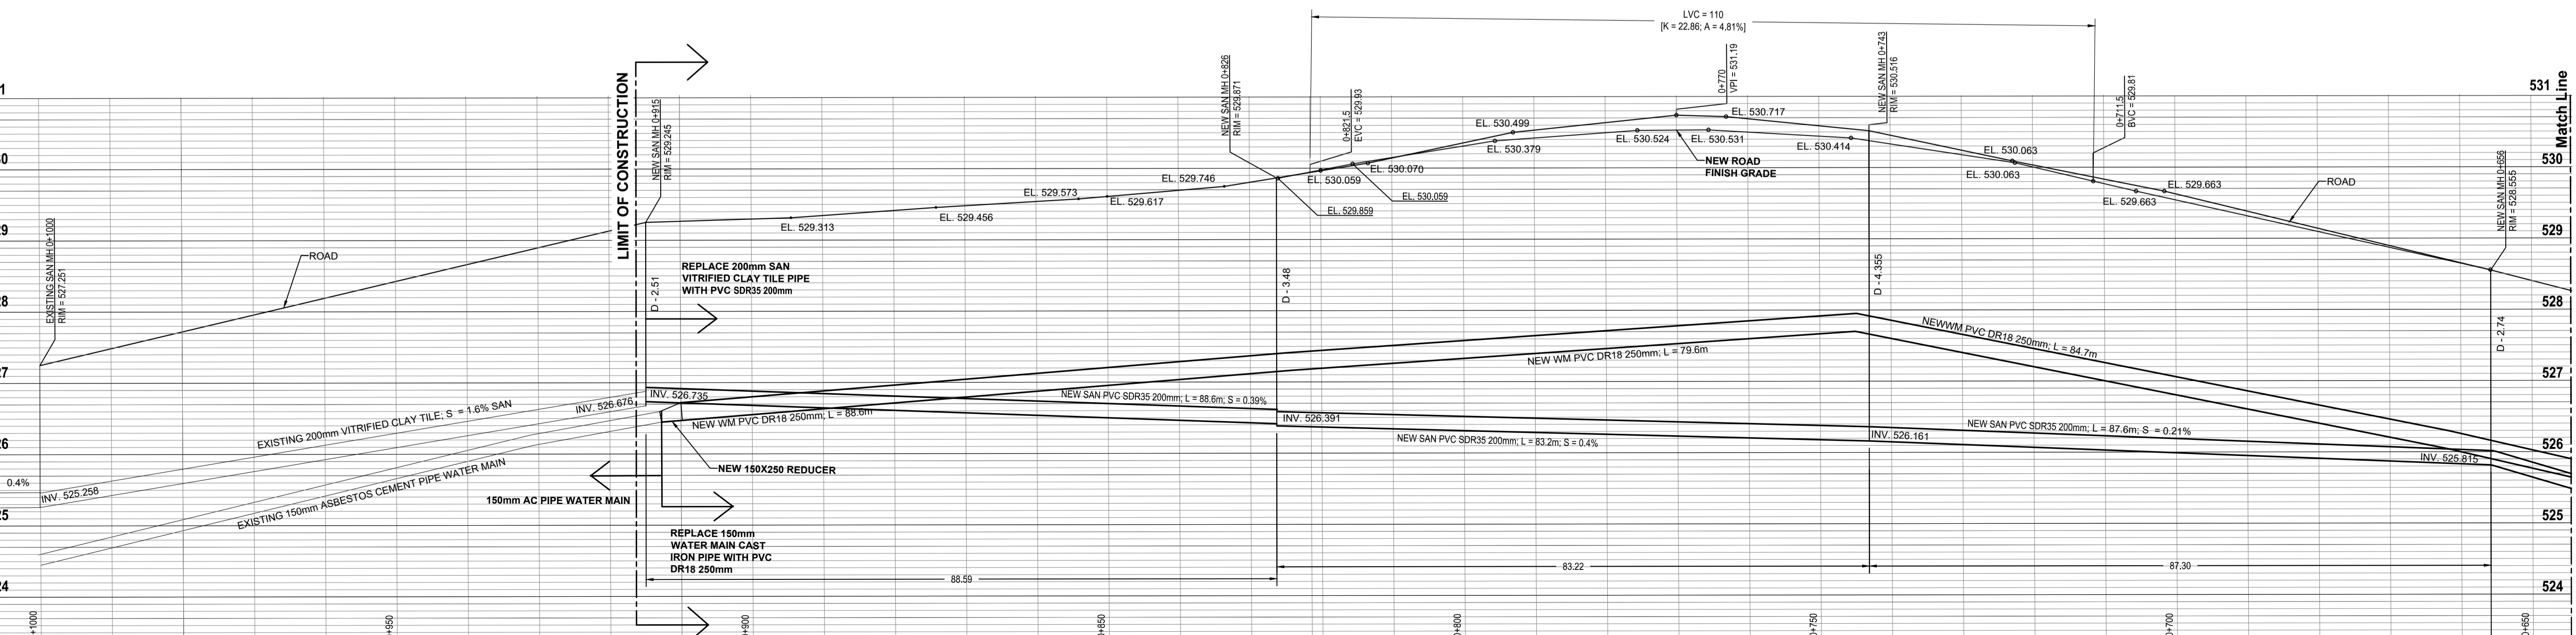 LVC = 110
[K = 22.86; A = 4.81%]
LIMIT OF CONSTRUCTION
NEW SAN MH 0+915
RIM = 529.245
NEW SAN MH 0+826
RIM = 529.871
0+821.5
EVC = 529.93
0+770
VPI = 531.19
NEW SAN MH 0+743
RIM = 530.516
0+711.5
BVC = 529.81
NEW SAN MH 0+656
RIM = 528.555
Match Line
531
530
529
528
527
526
525
524
1
30
29
28
27
26
25
24
EXISTING SAN MH 0+1000
RIM = 527.251
ROAD
EL. 529.313
EL. 529.456
EL. 529.573
EL. 529.617
EL. 529.746
EL. 530.059
EL. 530.070
EL. 530.059
EL. 529.859
EL. 530.499
EL. 530.379
EL. 530.524
EL. 530.717
EL. 530.531
NEW ROAD
FINISH GRADE
EL. 530.414
EL. 530.063
EL. 530.063
EL. 529.663
EL. 529.663
ROAD
D - 2.51
REPLACE 200mm SAN
VITRIFIED CLAY TILE PIPE
WITH PVC SDR35 200mm
D - 3.48
D - 4.355
D - 2.74
NEWWM PVC DR18 250mm; L = 84.7m
NEW WM PVC DR18 250mm; L = 79.6m
INV. 526.735
INV. 526.676
NEW SAN PVC SDR35 200mm; L = 88.6m; S = 0.39%
NEW WM PVC DR18 250mm; L = 88.6m
EXISTING 200mm VITRIFIED CLAY TILE; S = 1.6% SAN
INV. 526.391
NEW SAN PVC SDR35 200mm; L = 83.2m; S = 0.4%
INV. 526.161
NEW SAN PVC SDR35 200mm; L = 87.6m; S = 0.21%
INV. 525.815
0.4%
INV. 525.258
EXISTING 150mm ASBESTOS CEMENT PIPE WATER MAIN
NEW 150X250 REDUCER
150mm AC PIPE WATER MAIN
REPLACE 150mm
WATER MAIN CAST
IRON PIPE WITH PVC
DR18 250mm
88.59
83.22
87.30
+1000
+950
0+900
0+850
0+800
0+750
0+700
0+650